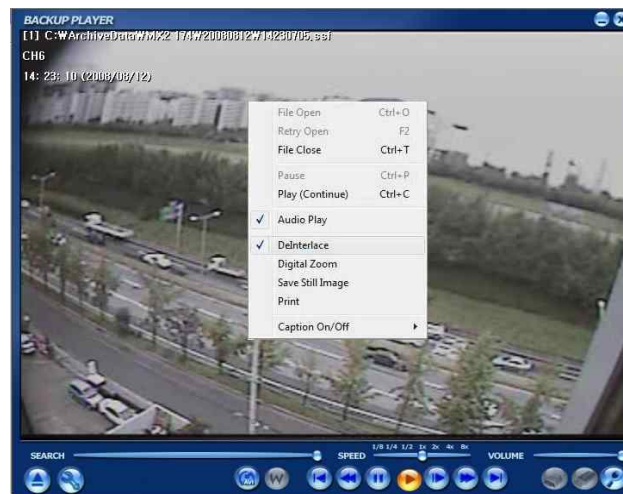 BACKUP PLAYER
[1] C:₩ArchiveData₩MX2 174₩20080812₩14230705.ssf
CH6
14: 23: 10 (2008/08/12)
File Open Ctrl+O
Retry Open F2
File Close Ctrl+T
Pause Ctrl+P
Play (Continue) Ctrl+C
Audio Play
DeInterlace
Digital Zoom
Save Still Image
Print
Caption On/Off
1/8 1/4 1/2 1x 2x 4x 8x
SEARCH SPEED VOLUME
AVI W